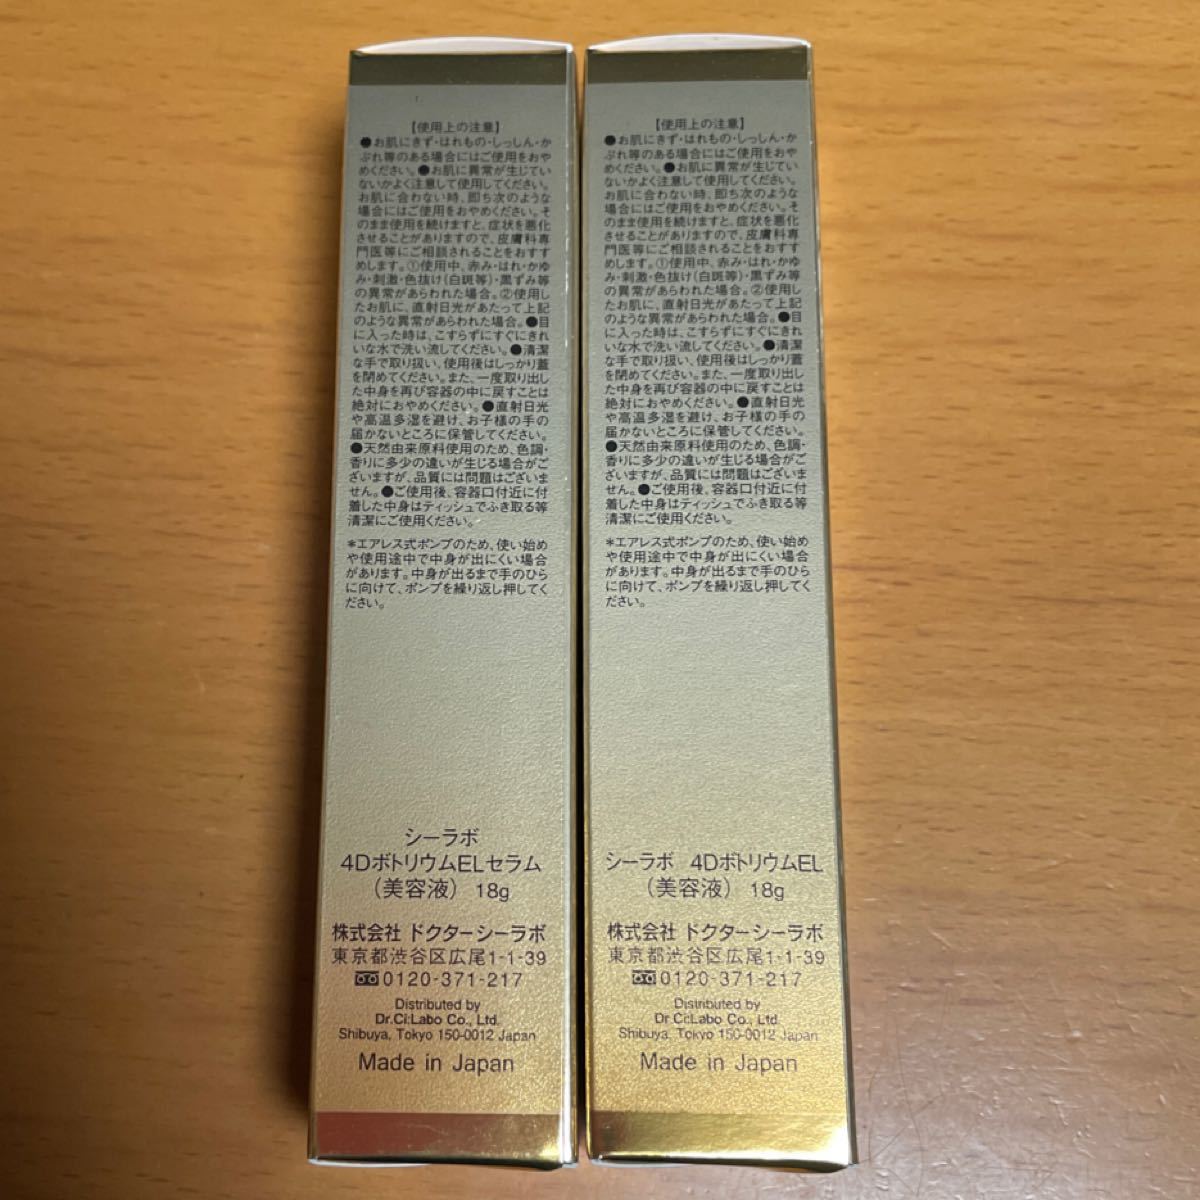 【使用上の注意】
●お肌にきず・はれもの・しっしん・か
ぶれ等のある場合にはご使用をおや
めください。●お肌に異常が生じてい
ないかよく注意して使用してください。
お肌に合わない時、即ち次のような
場合にはご使用をおやめください。そ
のまま使用を続けますと、症状を悪化
させることがありますので、皮膚科専
門医等にご相談されることをおすす
めします。①使用中、赤み・はれ・かゆ
み・刺激・色抜け(白斑等)・黒ずみ等
の異常があらわれた場合。②使用し
たお肌に、直射日光があたって上記
のような異常があらわれた場合。●目
に入った時は、こすらずにすぐにきれ
いな水で洗い流してください。●清潔
な手で取り扱い、使用後はしっかり蓋
を閉めてください。また、一度取り出し
た中身を再び容器の中に戻すことは
絶対におやめください。●直射日光
や高温多湿を避け、お子様の手の
届かないところに保管してください。
●天然由来原料使用のため、色調・
香りに多少の違いが生じる場合がご
ざいますが、品質には問題はございま
せん。●ご使用後、容器口付近に付
着した中身はティッシュでふき取る等
清潔にご使用ください。
*エアレス式ポンプのため、使い始め
や使用途中で中身が出にくい場合
があります。中身が出るまで手のひら
に向けて、ポンプを繰り返し押してく
ださい。
シーラボ
4DボトリウムELセラム
(美容液) 18g
株式会社 ドクターシーラボ
東京都渋谷区広尾1-1-39
0120-371-217
Distributed by
Dr.Ci:Labo Co., Ltd.
Shibuya, Tokyo 150-0012 Japan
Made in Japan
【使用上の注意】
●お肌にきず・はれもの・しっしん・か
ぶれ等のある場合にはご使用をおや
めください。●お肌に異常が生じてい
ないかよく注意して使用してください。
お肌に合わない時、即ち次のような
場合にはご使用をおやめください。そ
のまま使用を続けますと、症状を悪化
させることがありますので、皮膚科専
門医等にご相談されることをおすす
めします。①使用中、赤み・はれ・かゆ
み・刺激・色抜け(白斑等)・黒ずみ等
の異常があらわれた場合。②使用し
たお肌に、直射日光があたって上記
のような異常があらわれた場合。●目
に入った時は、こすらずにすぐにきれ
いな水で洗い流してください。●清潔
な手で取り扱い、使用後はしっかり蓋
を閉めてください。また、一度取り出し
た中身を再び容器の中に戻すことは
絶対におやめください。●直射日光
や高温多湿を避け、お子様の手の
届かないところに保管してください。
●天然由来原料使用のため、色調・
香りに多少の違いが生じる場合がご
ざいますが、品質には問題はございま
せん。●ご使用後、容器口付近に付
着した中身はティッシュでふき取る等
清潔にご使用ください。
*エアレス式ポンプのため、使い始め
や使用途中で中身が出にくい場合
があります。中身が出るまで手のひら
に向けて、ポンプを繰り返し押してく
ださい。
シーラボ 4DボトリウムEL
(美容液) 18g
株式会社 ドクターシーラボ
東京都渋谷区広尾1-1-39
0120-371-217
Distributed by
Dr.Ci:Labo Co., Ltd.
Shibuya, Tokyo 150-0012 Japan
Made in Japan